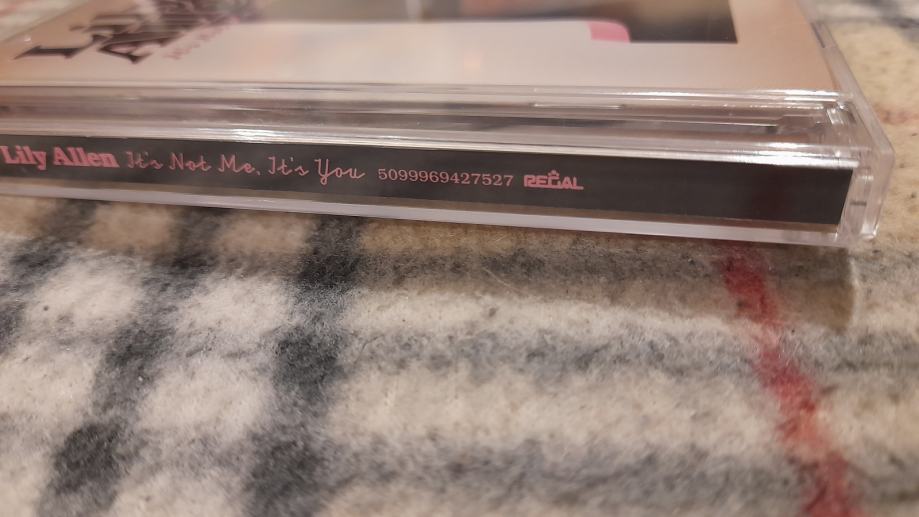 Lily Allen It's Not Me, It's You 5099969427527 REGAL